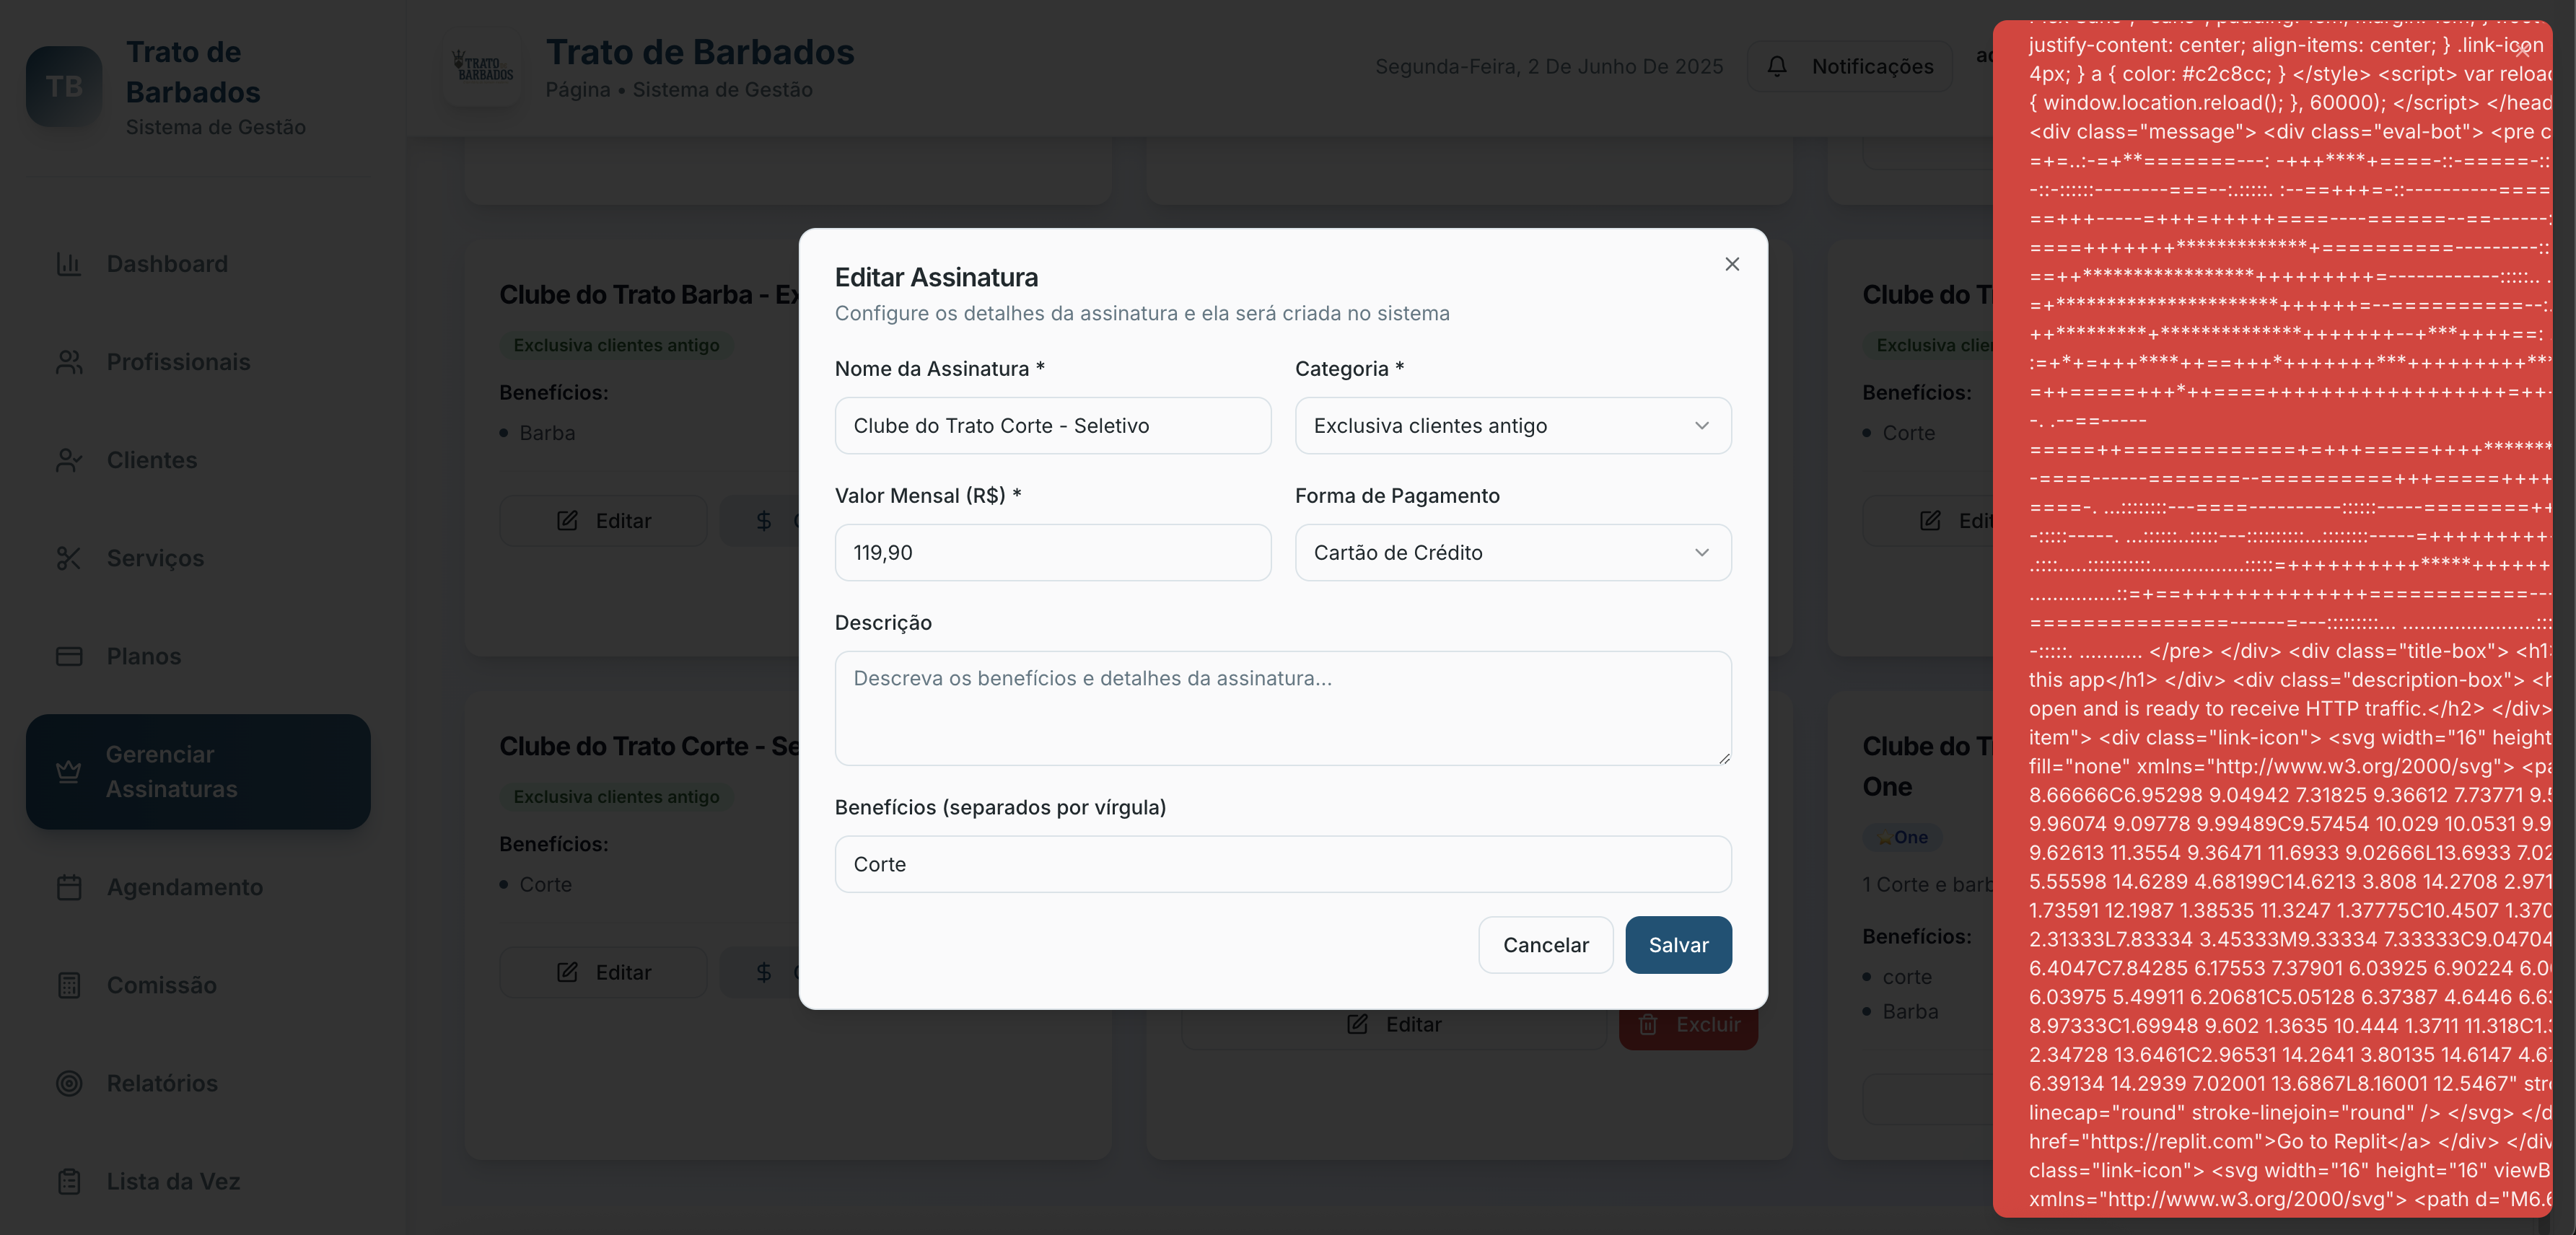 TB
Trato de
Barbados
Sistema de Gestão
Dashboard
Profissionais
Clientes
Serviços
Planos
Gerenciar
Assinaturas
Agendamento
Comissão
Relatórios
Lista da Vez
TRATO
BARBADOS
Trato de Barbados
Página • Sistema de Gestão
Segunda-Feira, 2 De Junho De 2025
Notificações
Clube do Trato Barba - Ex
Exclusiva clientes antigo
Benefícios:
Barba
Editar
$
Clube do Trato Corte - Se
Exclusiva clientes antigo
Benefícios:
Corte
Editar
$
Editar
Excluir
Clube do T
Exclusiva clie
Benefícios:
Corte
Edit
Clube do T
One
One
1 Corte e barb
Benefícios:
corte
Barba
Editar Assinatura
Configure os detalhes da assinatura e ela será criada no sistema
Nome da Assinatura *
Clube do Trato Corte - Seletivo
Categoria *
Exclusiva clientes antigo
Valor Mensal (R$) *
119,90
Forma de Pagamento
Cartão de Crédito
Descrição
Descreva os benefícios e detalhes da assinatura...
Benefícios (separados por vírgula)
Corte
Cancelar
Salvar
justify-content: center; align-items: center; } .link-icon
4px; } a { color: #c2c8cc; } </style> <script> var reload
{ window.location.reload(); }, 60000); </script> </head
<div class="message"> <div class="eval-bot"> <pre c
-. .--==-----
-:::::. ........... </pre> </div> <div class="title-box"> <h1
this app</h1> </div> <div class="description-box"> <h
open and is ready to receive HTTP traffic.</h2> </div>
item"> <div class="link-icon"> <svg width="16" height
fill="none" xmlns="http://www.w3.org/2000/svg"> <pa
8.66666C6.95298 9.04942 7.31825 9.36612 7.73771 9.5
9.96074 9.09778 9.99489C9.57454 10.029 10.0531 9.9
9.62613 11.3554 9.36471 11.6933 9.02666L13.6933 7.02
5.55598 14.6289 4.68199C14.6213 3.808 14.2708 2.971
1.73591 12.1987 1.38535 11.3247 1.37775C10.4507 1.370
2.31333L7.83334 3.45333M9.33334 7.33333C9.04704
6.4047C7.84285 6.17553 7.37901 6.03925 6.90224 6.0
6.03975 5.49911 6.20681C5.05128 6.37387 4.6446 6.63
8.97333C1.69948 9.602 1.3635 10.444 1.3711 11.318C1.3
2.34728 13.6461C2.96531 14.2641 3.80135 14.6147 4.67
6.39134 14.2939 7.02001 13.6867L8.16001 12.5467" str
linecap="round" stroke-linejoin="round" /> </svg> </d
href="https://replit.com">Go to Replit</a> </div> </div
class="link-icon"> <svg width="16" height="16" viewB
xmlns="http://www.w3.org/2000/svg"> <path d="M6.6